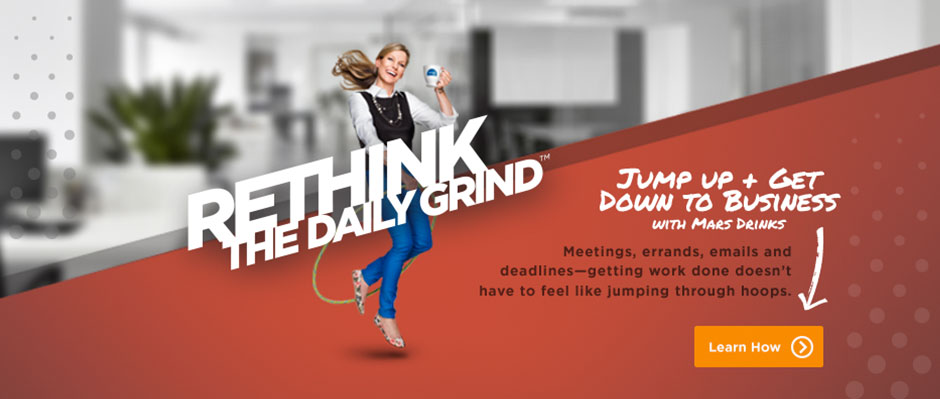 RETHINK
THE DAILY GRIND™
JUMP UP + GET
DOWN TO BUSINESS
WITH MARS DRINKS
Meetings, errands, emails and
deadlines—getting work done doesn't
have to feel like jumping through hoops.
Learn How